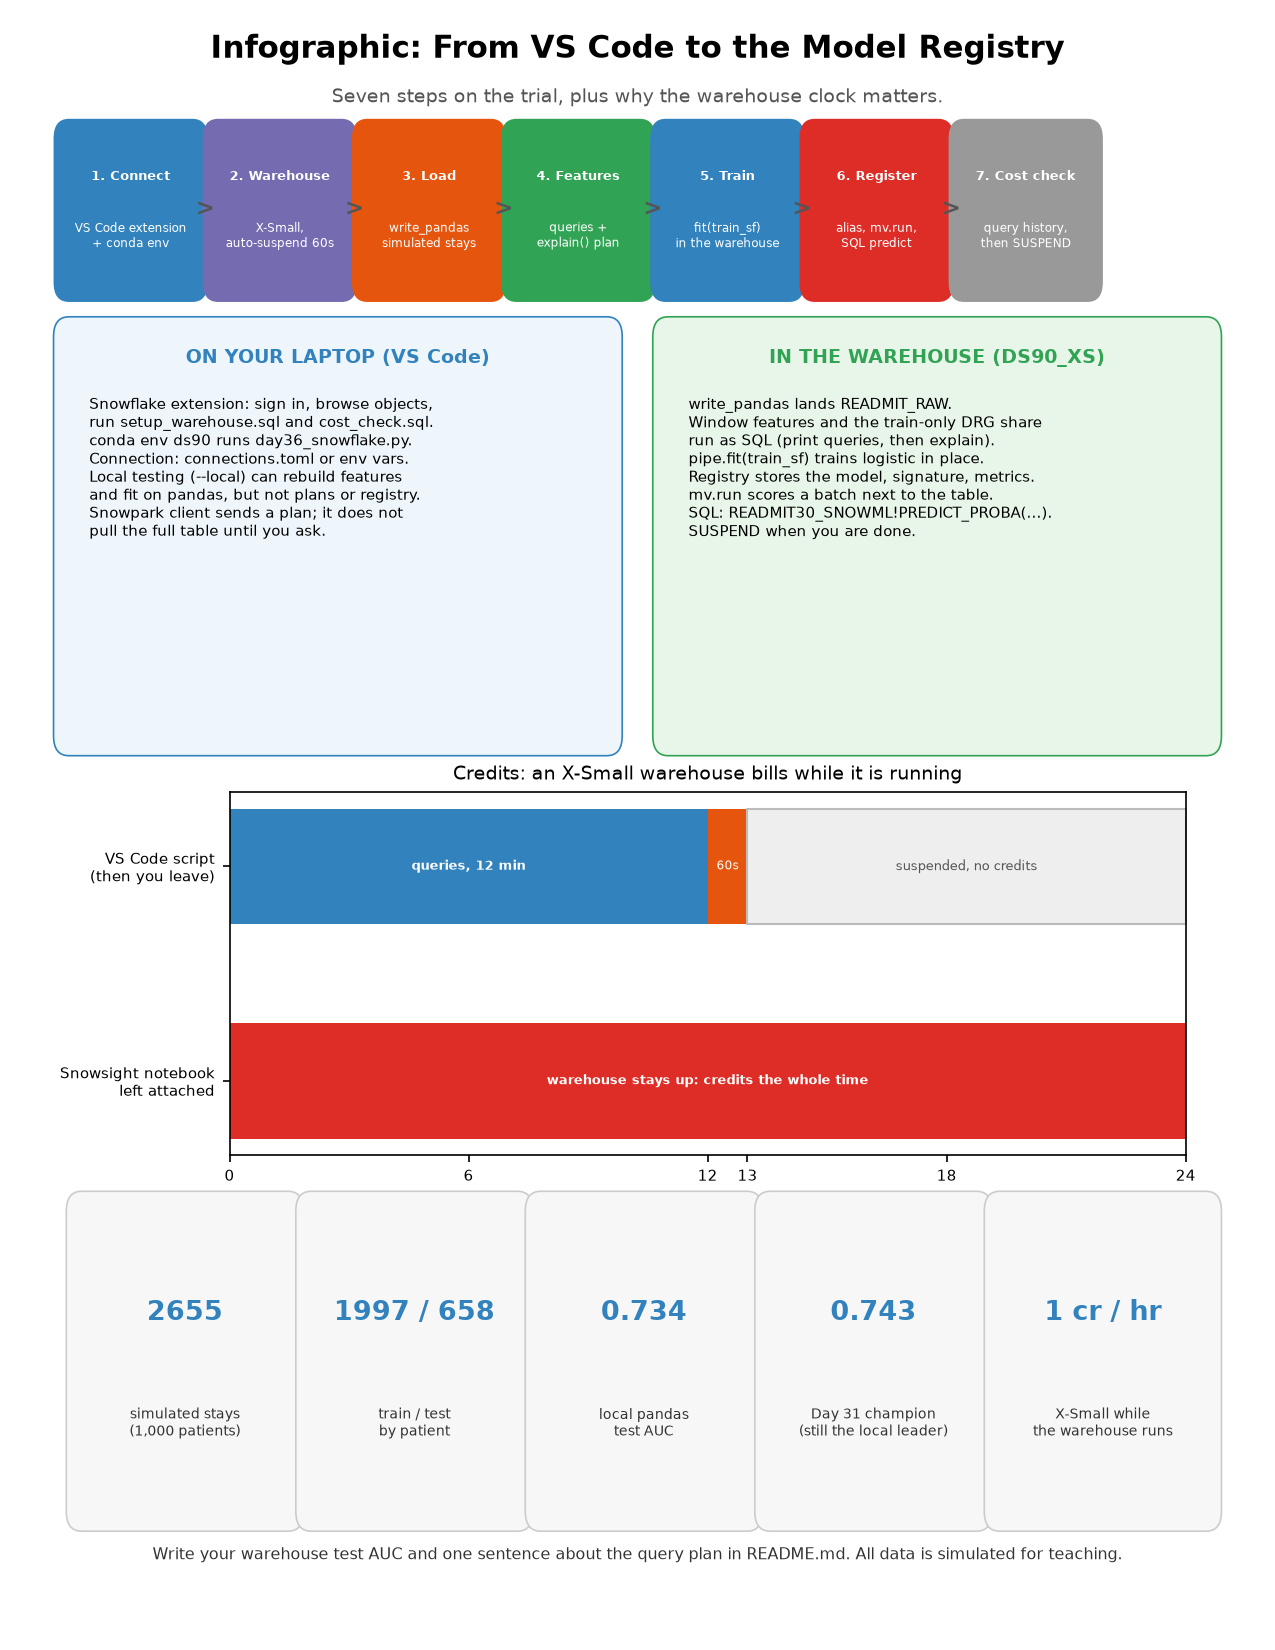 Infographic: From VS Code to the Model Registry
Seven steps on the trial, plus why the warehouse clock matters.
1. Connect
VS Code extension
+ conda env
>
2. Warehouse
X-Small,
auto-suspend 60s
>
3. Load
write_pandas
simulated stays
>
4. Features
queries +
explain() plan
>
5. Train
fit(train_sf)
in the warehouse
>
6. Register
alias, mv.run,
SQL predict
>
7. Cost check
query history,
then SUSPEND
ON YOUR LAPTOP (VS Code)
Snowflake extension: sign in, browse objects,
run setup_warehouse.sql and cost_check.sql.
conda env ds90 runs day36_snowflake.py.
Connection: connections.toml or env vars.
Local testing (--local) can rebuild features
and fit on pandas, but not plans or registry.
Snowpark client sends a plan; it does not
pull the full table until you ask.
IN THE WAREHOUSE (DS90_XS)
write_pandas lands READMIT_RAW.
Window features and the train-only DRG share
run as SQL (print queries, then explain).
pipe.fit(train_sf) trains logistic in place.
Registry stores the model, signature, metrics.
mv.run scores a batch next to the table.
SQL: READMIT30_SNOWML!PREDICT_PROBA(...).
SUSPEND when you are done.
Credits: an X-Small warehouse bills while it is running
VS Code script
(then you leave)
queries, 12 min
60s
suspended, no credits
Snowsight notebook
left attached
warehouse stays up: credits the whole time
0 6 12 13 18 24
2655
simulated stays
(1,000 patients)
1997 / 658
train / test
by patient
0.734
local pandas
test AUC
0.743
Day 31 champion
(still the local leader)
1 cr / hr
X-Small while
the warehouse runs
Write your warehouse test AUC and one sentence about the query plan in README.md. All data is simulated for teaching.